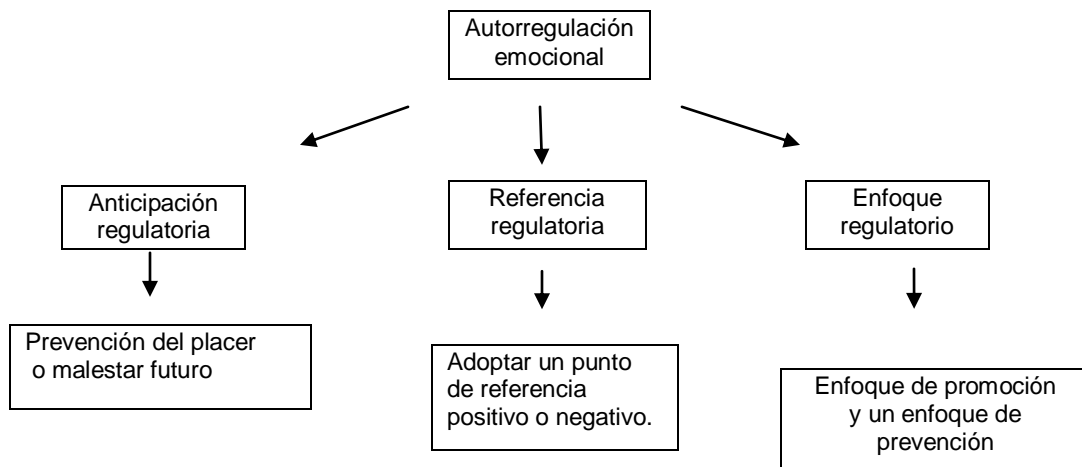 Autorregulación
emocional
Anticipación
regulatoria
Referencia
regulatoria
Enfoque
regulatorio
Prevención del placer
o malestar futuro
Adoptar un punto
de referencia
positivo o negativo.
Enfoque de promoción
y un enfoque de
prevención